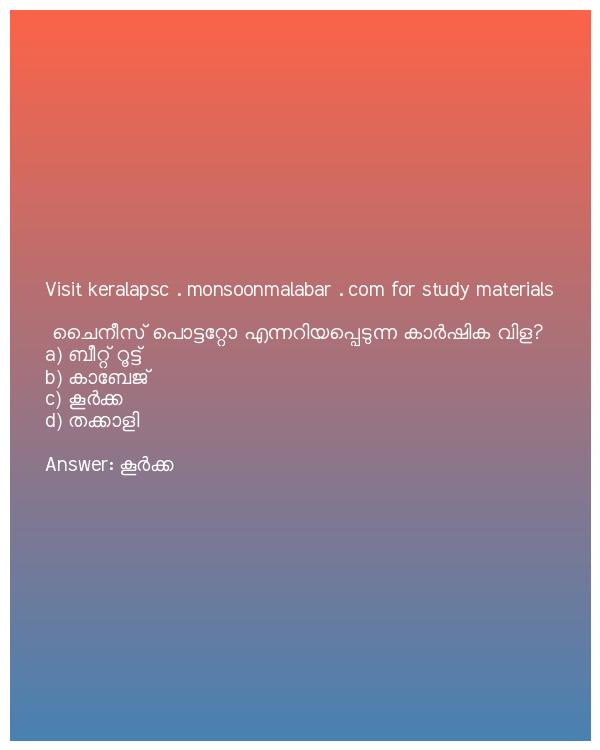 Visit keralapsc . monsoonmalabar . com for study materials
ചൈനീസ് പൊട്ടറ്റോ എന്നറിയപ്പെടുന്ന കാർഷിക വിള?
a) ബീറ്റ് റൂട്ട്
b) കാബേജ്
c) കൂർക്ക
d) തക്കാളി
Answer: കൂർക്ക